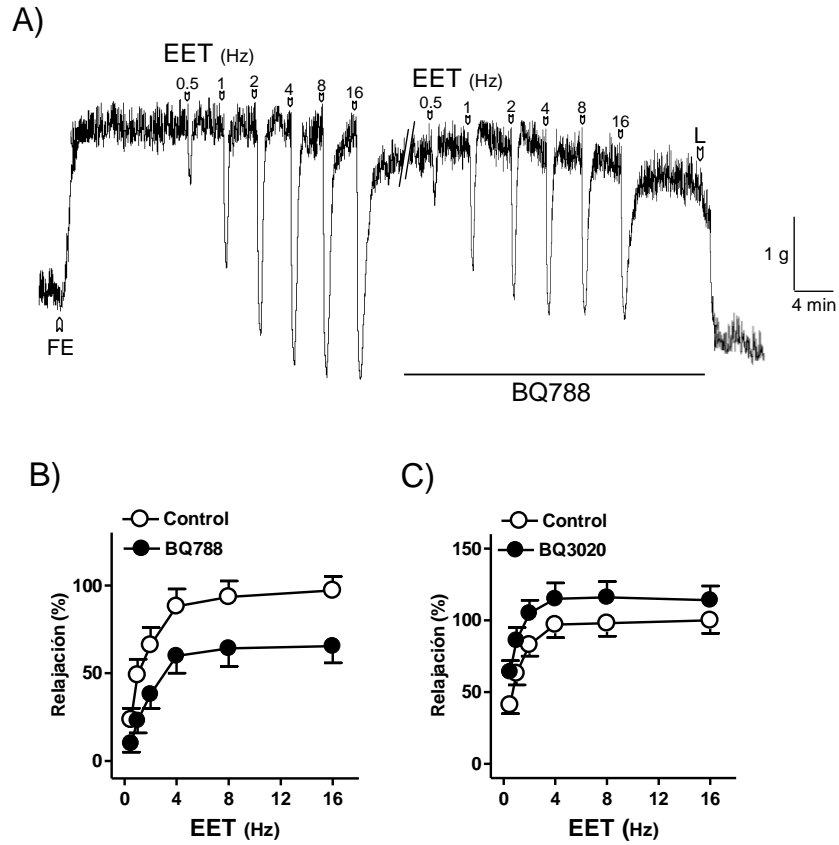 A)
EET (Hz)
0.5 1 2 4 8 16
EET (Hz)
0.5 1 2 4 8 16
L
1 g
4 min
FE
BQ788
B)
Control
BQ788
Relajación (%)
100
50
0
0 4 8 12 16
EET (Hz)
C)
Control
BQ3020
Relajación (%)
150
100
50
0
0 4 8 12 16
EET (Hz)